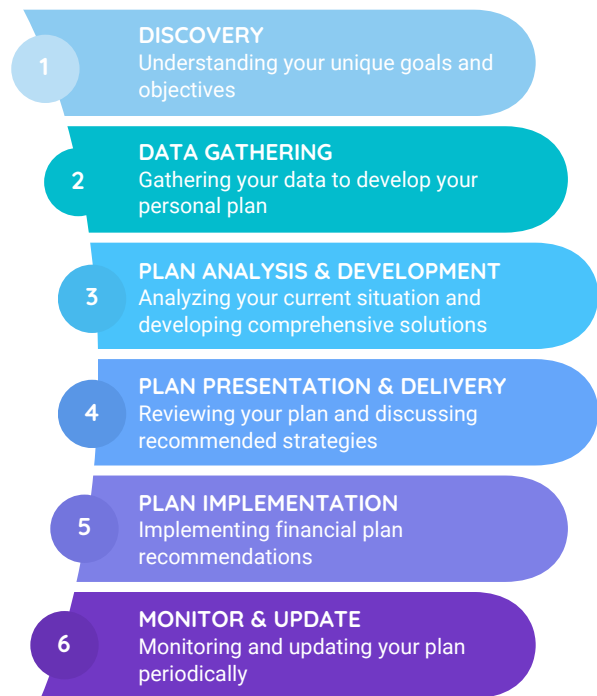 1
DISCOVERY
Understanding your unique goals and
objectives
2
DATA GATHERING
Gathering your data to develop your
personal plan
3
PLAN ANALYSIS & DEVELOPMENT
Analyzing your current situation and
developing comprehensive solutions
4
PLAN PRESENTATION & DELIVERY
Reviewing your plan and discussing
recommended strategies
5
PLAN IMPLEMENTATION
Implementing financial plan
recommendations
6
MONITOR & UPDATE
Monitoring and updating your plan
periodically